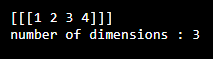 [[[1 2 3 4]]]
number of dimensions : 3